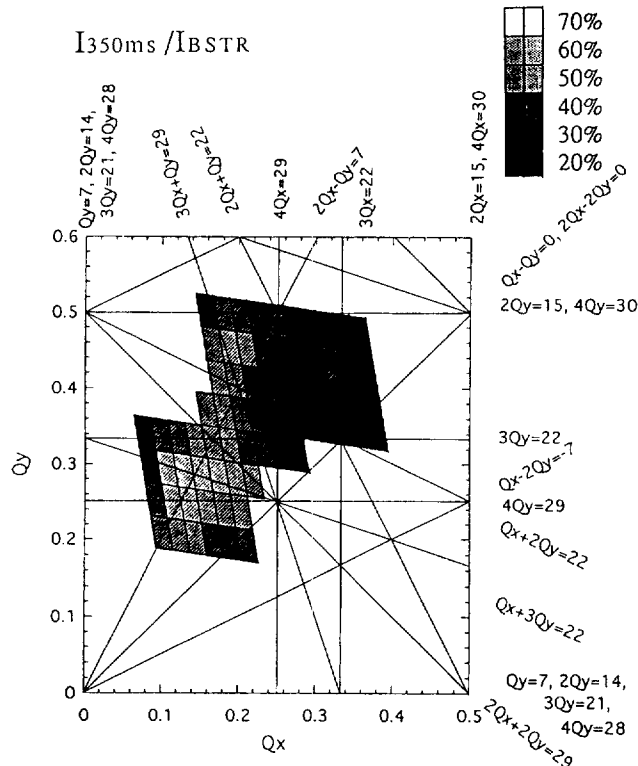 I350ms /IBSTR
70%
60%
50%
40%
30%
20%
Qy=7, 2Qy=14,
3Qy=21, 4Qy=28
3Qx+Qy=29
2Qx+Qy=22
4Qx=29
2Qx-Qy=7
3Qx=22
2Qx=15, 4Qx=30
Qx-Qy=0, 2Qx-2Qy=0
2Qy=15, 4Qy=30
3Qy=22
Qx-2Qy=-7
4Qy=29
Qx+2Qy=22
Qx+3Qy=22
Qy=7, 2Qy=14,
3Qy=21,
4Qy=28
2Qx+2Qy=29
0.6
0.5
0.4
0.3
0.2
0.1
0
Qy
0
0.1
0.2
0.3
0.4
0.5
Qx